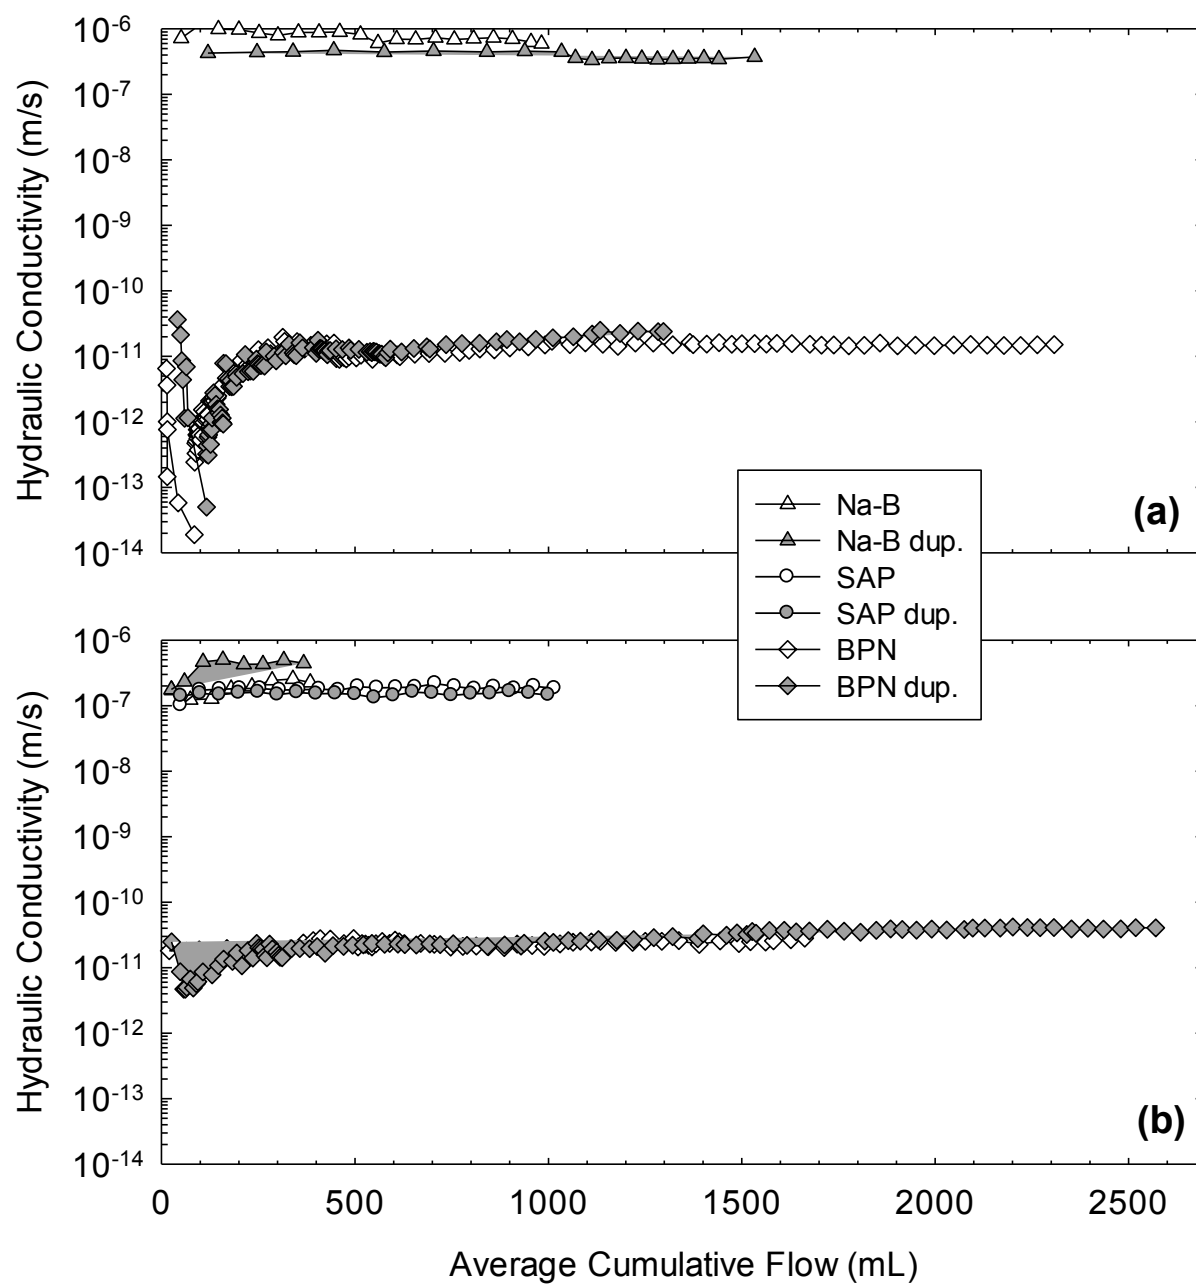 Hydraulic Conductivity (m/s)
10-6
10-7
10-8
10-9
10-10
10-11
10-12
10-13
10-14
(a)
Na-B
Na-B dup.
SAP
SAP dup.
BPN
BPN dup.
Hydraulic Conductivity (m/s)
10-6
10-7
10-8
10-9
10-10
10-11
10-12
10-13
10-14
(b)
0 500 1000 1500 2000 2500
Average Cumulative Flow (mL)